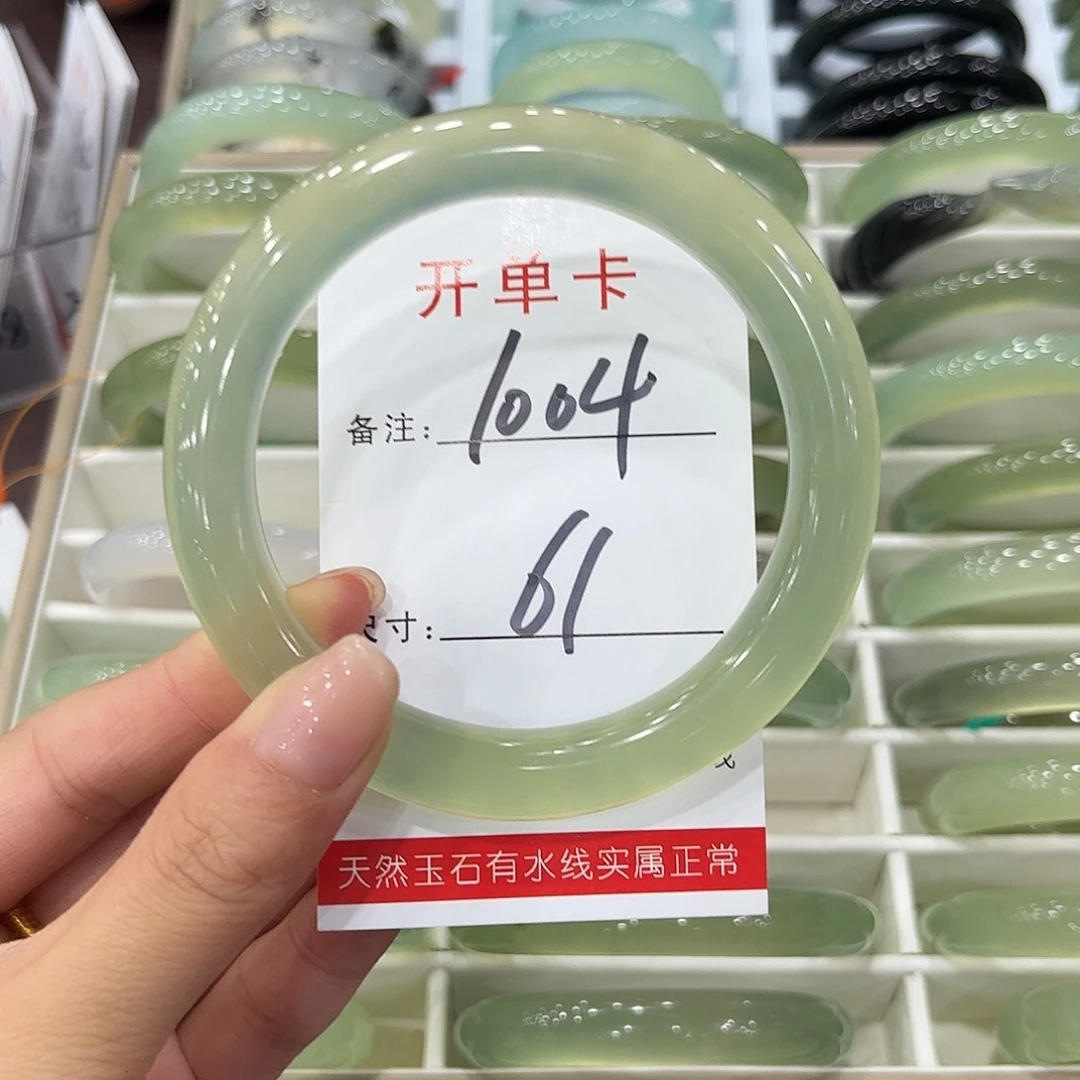 开单卡
备注: 1004
尺寸: 61
天然玉石有水线实属正常